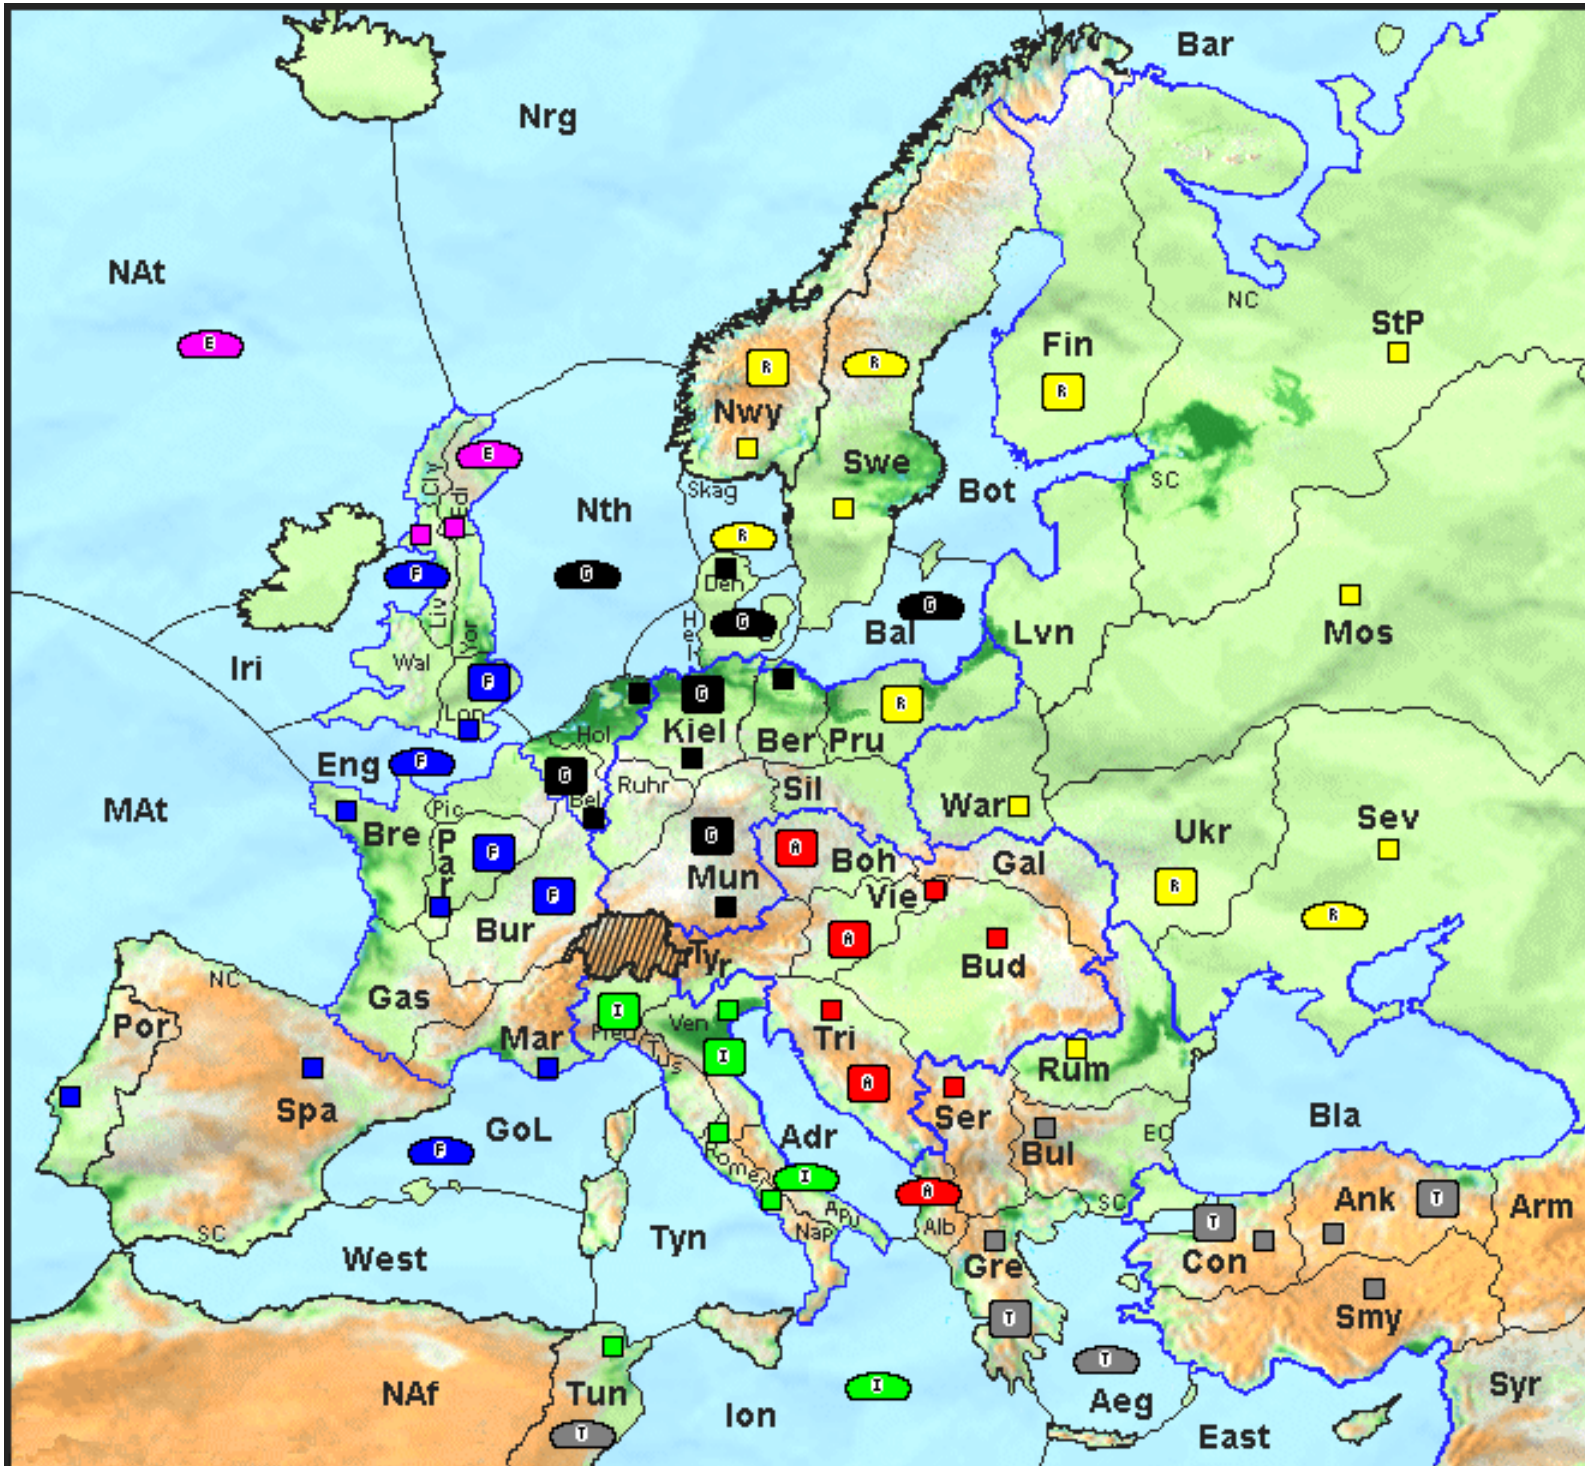 Bar
Nrg
NAt
NC
StP
Fin
R
R
R
E
Nwy
E
Swe
Cly
Edi
SC
Skag
Bot
Nth
R
F
G
Den
G
Liv
Yor
Hel
G
Bal
Lvn
Mos
Iri
Wal
F
G
R
Lon
Hol
Kiel
Ber
Pru
Eng
F
G
Ruhr
Sil
War
MAt
Pic
Bel
Bre
Par
F
G
A
Boh
Gal
Ukr
Sev
Mun
Vie
F
R
R
Bur
A
Tyr
Bud
NC
Gas
I
Pied
Ven
Por
Mar
Tus
I
Tri
Rum
A
Spa
GoL
Adr
Ser
Bla
F
Bul
EC
Rome
I
A
SC
Ank
T
Arm
Apu
T
Nap
Alb
SC
West
Tyn
Gre
Con
T
Smy
T
I
NAf
Tun
Ion
Aeg
Syr
T
East